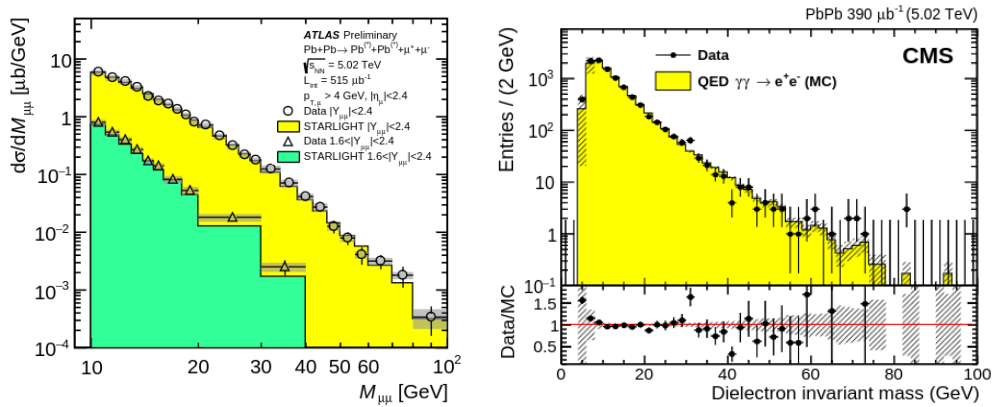 ATLAS Preliminary
Pb+Pb→ Pb(*)+Pb(*)+μ+μ-
√sNN = 5.02 TeV
Lint = 515 μb-1
pT,μ > 4 GeV, |ημ|<2.4
Data |Yμμ|<2.4
STARLIGHT |Yμμ|<2.4
Data 1.6<|Yμμ|<2.4
STARLIGHT 1.6<|Yμμ|<2.4
dσ/dMμμ [μb/GeV]
10
1
10−1
10−2
10−3
10−4
10 20 30 40 50 60 102
Mμμ [GeV]
PbPb 390 μb-1 (5.02 TeV)
CMS
Data
QED γγ → e+e- (MC)
Entries / (2 GeV)
103
102
10
1
10−1
Data/MC
1.5
1
0.5
0 20 40 60 80 100
Dielectron invariant mass (GeV)